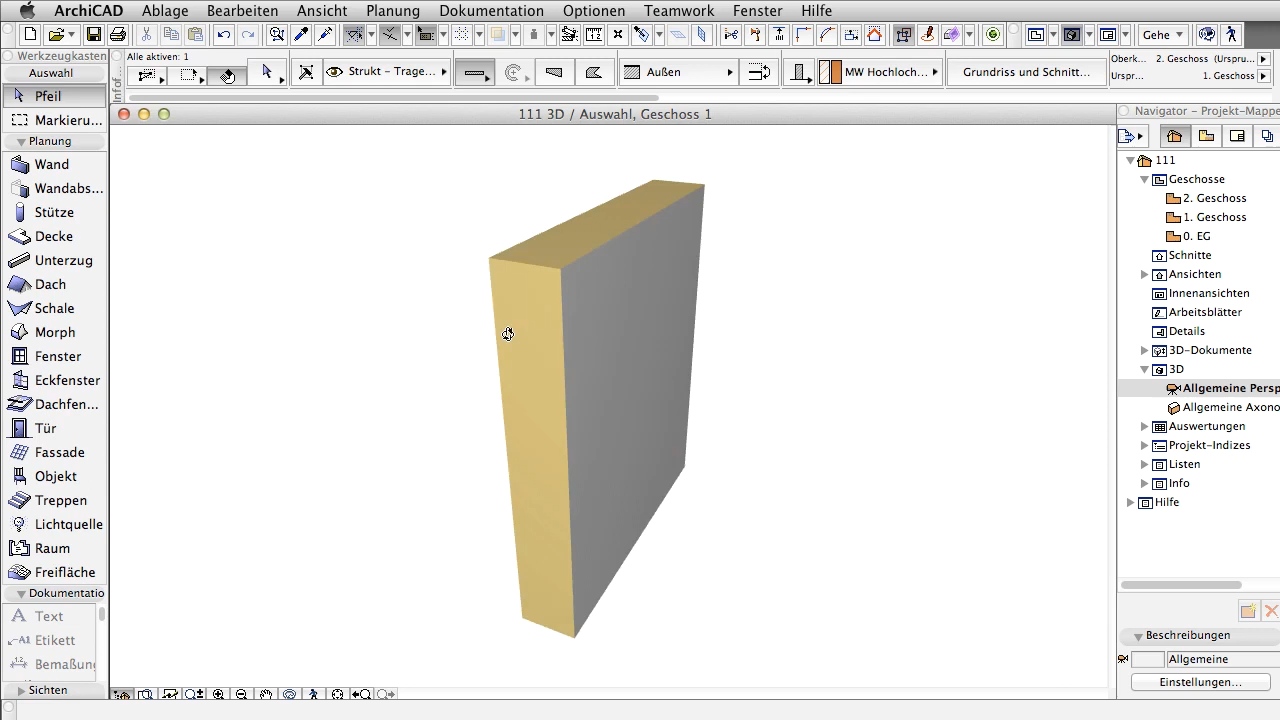 ArchiCAD Ablage Bearbeiten Ansicht Planung Dokumentation Optionen Teamwork Fenster Hilfe
Gehe
Werkzeugkasten
Alle aktiven: 1
Auswahl
Pfeil
Markieru...
Planung
Wand
Wandabs...
Stütze
Decke
Unterzug
Dach
Schale
Morph
Fenster
Eckfenster
Dachfen...
Tür
Fassade
Objekt
Treppen
Lichtquelle
Raum
Freifläche
Dokumentatio
Text
A1 Etikett
Bemaßung
Sichten
Infof...
Strukt - Trage...
Außen
MW Hochloch...
Grundriss und Schnitt...
Oberk... 2. Geschoss (Urspru...
Urspr... 1. Geschoss
111 3D / Auswahl, Geschoss 1
Navigator - Projekt-Mappe
111
Geschosse
2. Geschoss
1. Geschoss
0. EG
Schnitte
Ansichten
Innenansichten
Arbeitsblätter
Details
3D-Dokumente
3D
Allgemeine Persp
Allgemeine Axono
Auswertungen
Projekt-Indizes
Listen
Info
Hilfe
Beschreibungen
Allgemeine
Einstellungen...